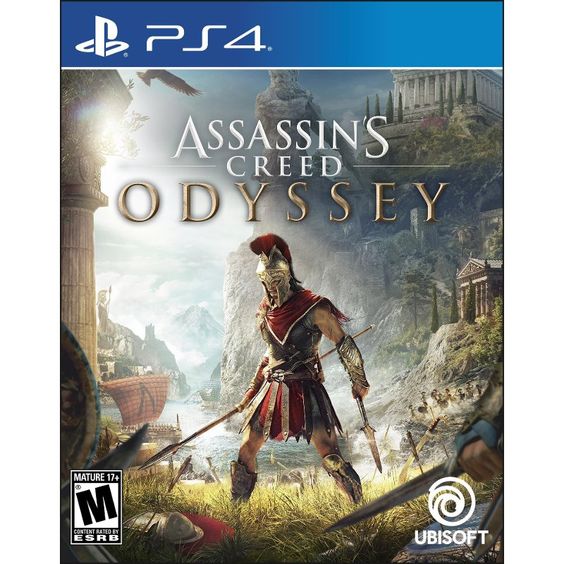 PS4
ASSASSIN'S
CREED
ODYSSEY
MATURE 17+
M
CONTENT RATED BY
ESRB
UBISOFT